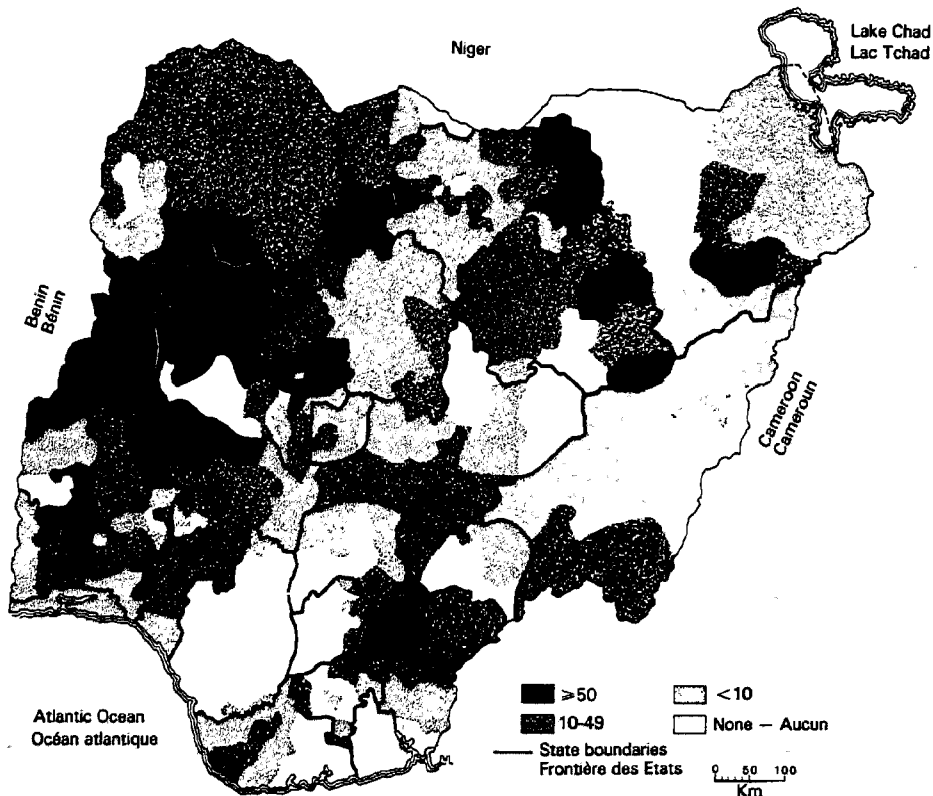 Niger
Lake Chad
Lac Tchad
Benin
Bénin
Cameroon
Cameroun
Atlantic Ocean
Océan atlantique
⩾50
<10
10-49
None — Aucun
State boundaries
Frontière des Etats
0 50 100
Km